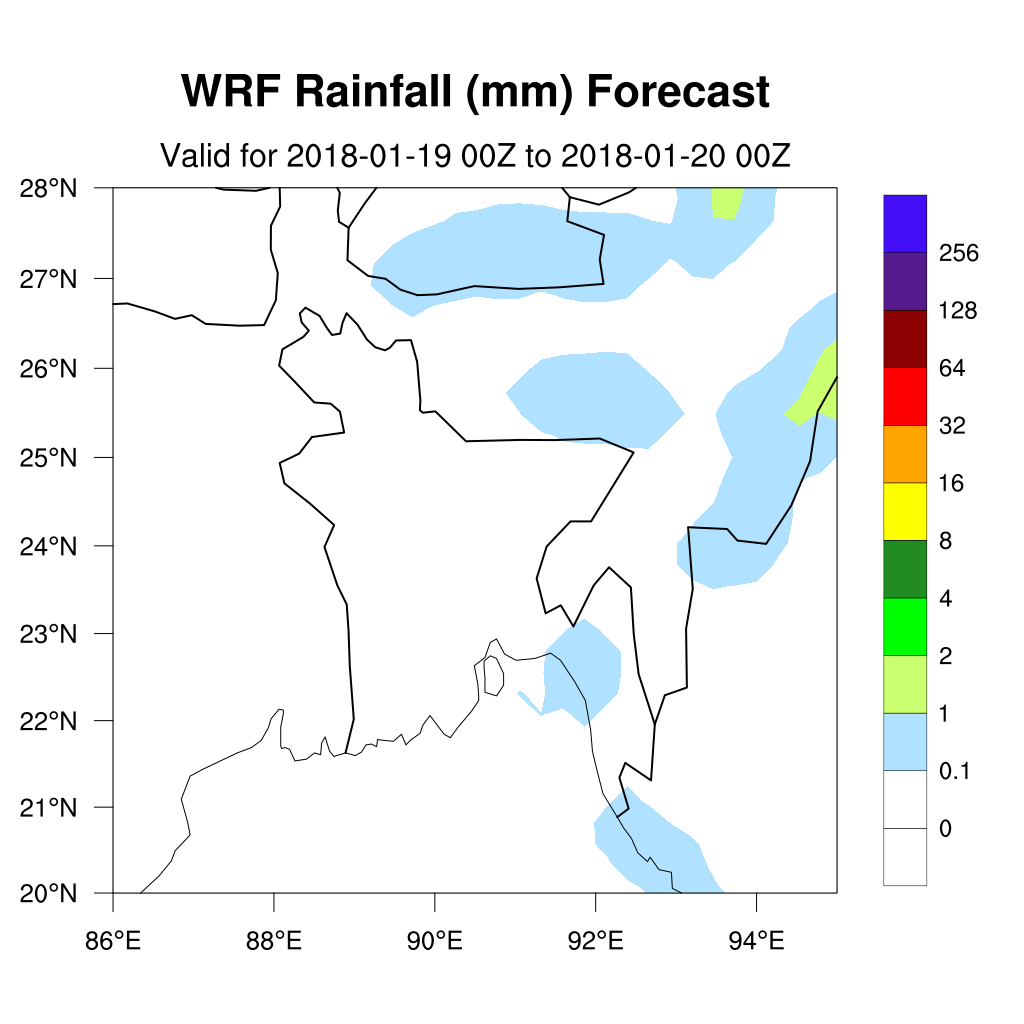 WRF Rainfall (mm) Forecast
Valid for 2018-01-19 00Z to 2018-01-20 00Z
28°N
27°N
26°N
25°N
24°N
23°N
22°N
21°N
20°N
86°E 88°E 90°E 92°E 94°E
256
128
64
32
16
8
4
2
1
0.1
0